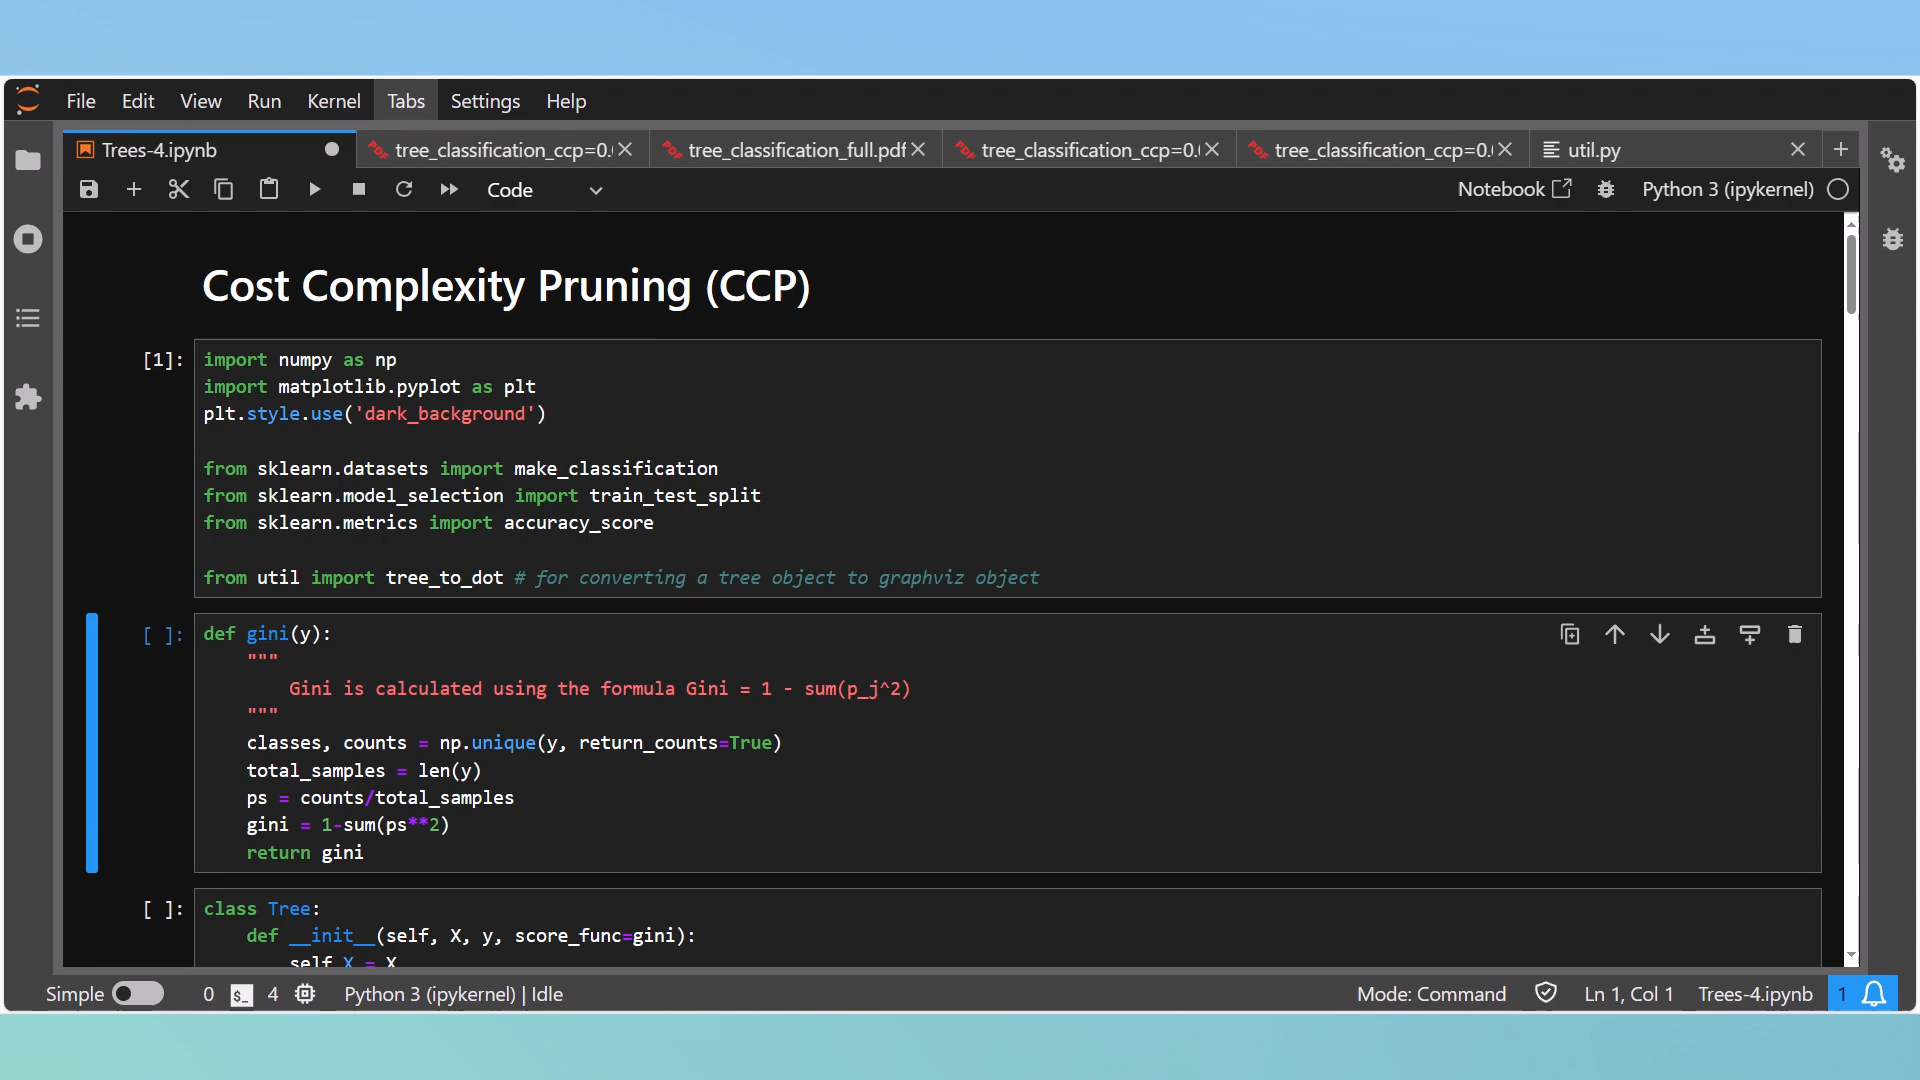 File Edit View Run Kernel Tabs Settings Help
Trees-4.ipynb tree_classification_ccp=0. tree_classification_full.pdf tree_classification_ccp=0. tree_classification_ccp=0. util.py
Code Notebook Python 3 (ipykernel)
Cost Complexity Pruning (CCP)
[1]: import numpy as np
import matplotlib.pyplot as plt
plt.style.use('dark_background')
from sklearn.datasets import make_classification
from sklearn.model_selection import train_test_split
from sklearn.metrics import accuracy_score
from util import tree_to_dot # for converting a tree object to graphviz object
[ ]: def gini(y):
"""
Gini is calculated using the formula Gini = 1 - sum(p_j^2)
"""
classes, counts = np.unique(y, return_counts=True)
total_samples = len(y)
ps = counts/total_samples
gini = 1-sum(ps**2)
return gini
[ ]: class Tree:
def __init__(self, X, y, score_func=gini):
self.X = X
Simple 0 4 Python 3 (ipykernel) | Idle Mode: Command Ln 1, Col 1 Trees-4.ipynb 1